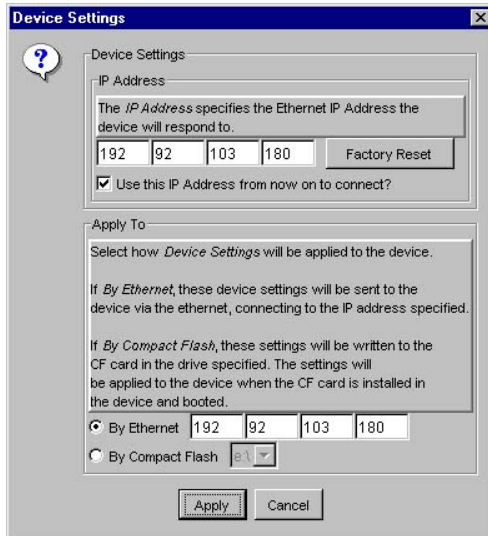 Device Settings
Device Settings
IP Address
The IP Address specifies the Ethernet IP Address the
device will respond to.
192 92 103 180 Factory Reset
Use this IP Address from now on to connect?
Apply To
Select how Device Settings will be applied to the device.
If By Ethernet, these device settings will be sent to the
device via the ethernet, connecting to the IP address specified.
If By Compact Flash, these settings will be written to the
CF card in the drive specified. The settings will
be applied to the device when the CF card is installed in
the device and booted.
By Ethernet 192 92 103 180
By Compact Flash e:\
Apply Cancel